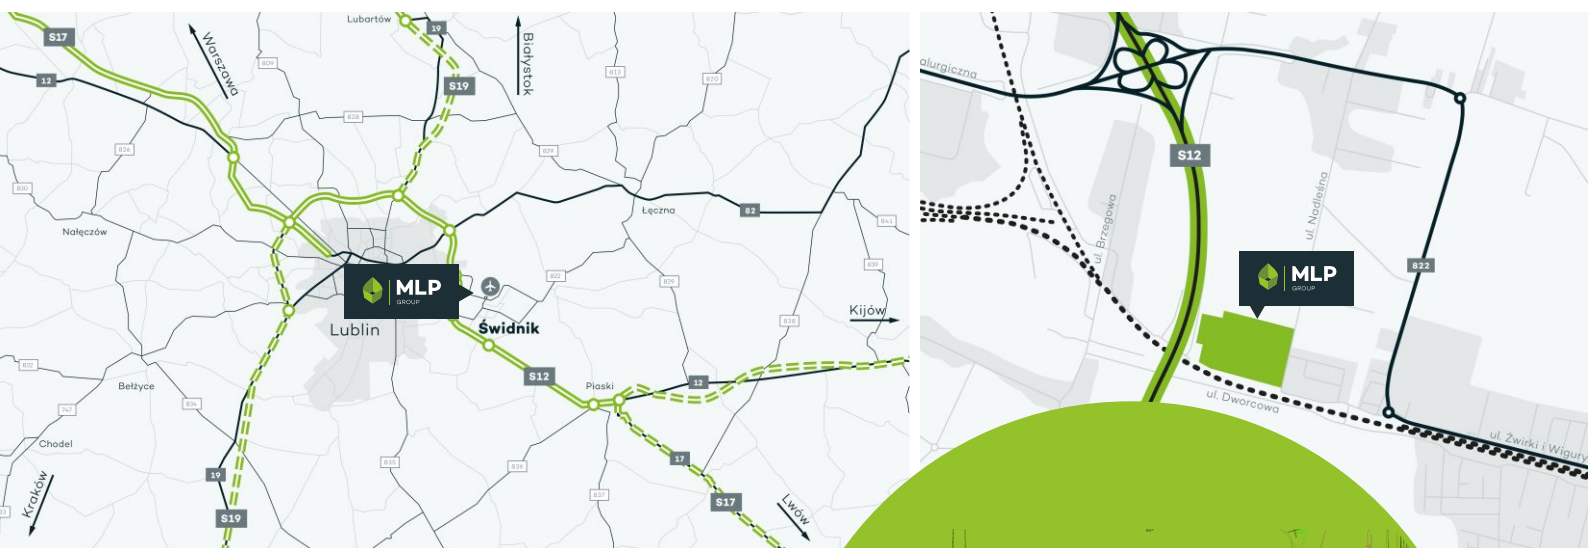 Lubartów
19
S17
Warszawa
Białystok
12
809
813
820
S19
828
826
829
830
Łęczna
82
841
Nałęczów
MLP
GROUP
822
829
839
Kijów
838
Lublin
Świdnik
832
Bełżyce
S12
Piaski
12
747
834
Chodel
17
19
835
836
837
Kraków
S19
S17
Lwów
alurgiczna
S12
ul. Brzegowa
ul. Nadleśna
822
MLP
GROUP
ul. Dworcowa
ul. Żwirki i Wigury